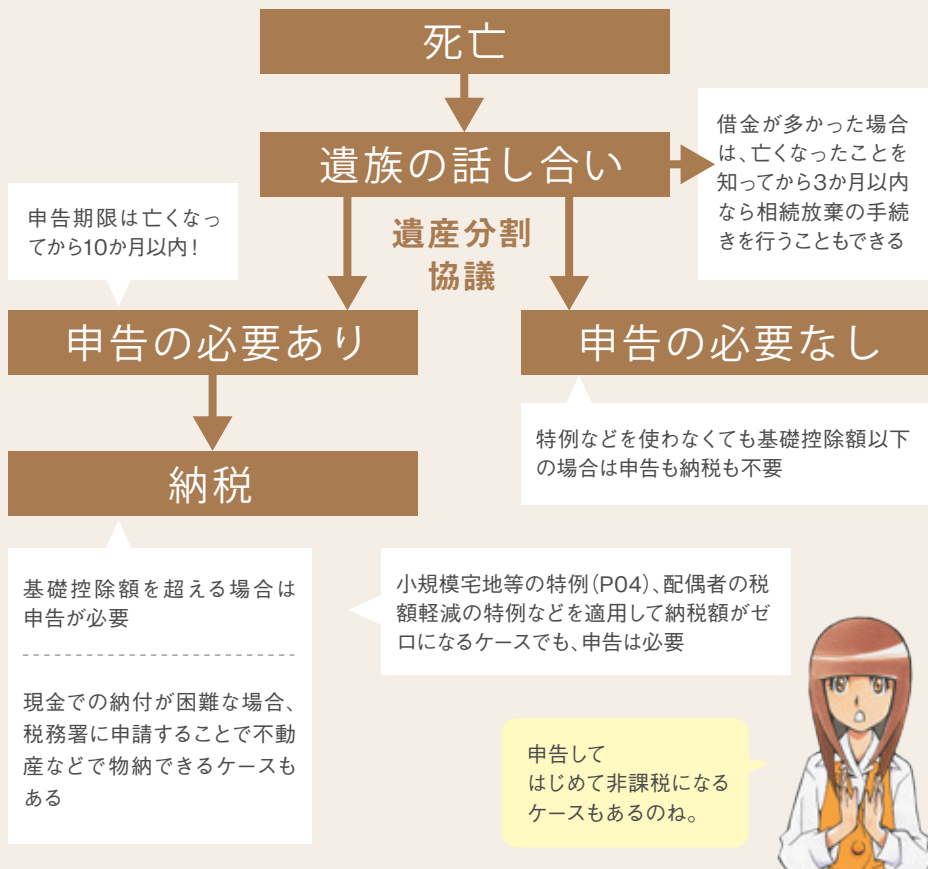 死亡
遺族の話し合い
借金が多かった場合
は、亡くなったことを
知ってから3か月以内
なら相続放棄の手続
きを行うこともできる
遺産分割
協議
申告期限は亡くなっ
てから10か月以内!
申告の必要あり
申告の必要なし
特例などを使わなくても基礎控除額以下
の場合は申告も納税も不要
納税
基礎控除額を超える場合は
申告が必要
現金での納付が困難な場合、
税務署に申請することで不動
産などで物納できるケースも
ある
小規模宅地等の特例(P04)、配偶者の税
額軽減の特例などを適用して納税額がゼ
ロになるケースでも、申告は必要
申告して
はじめて非課税になる
ケースもあるのね。